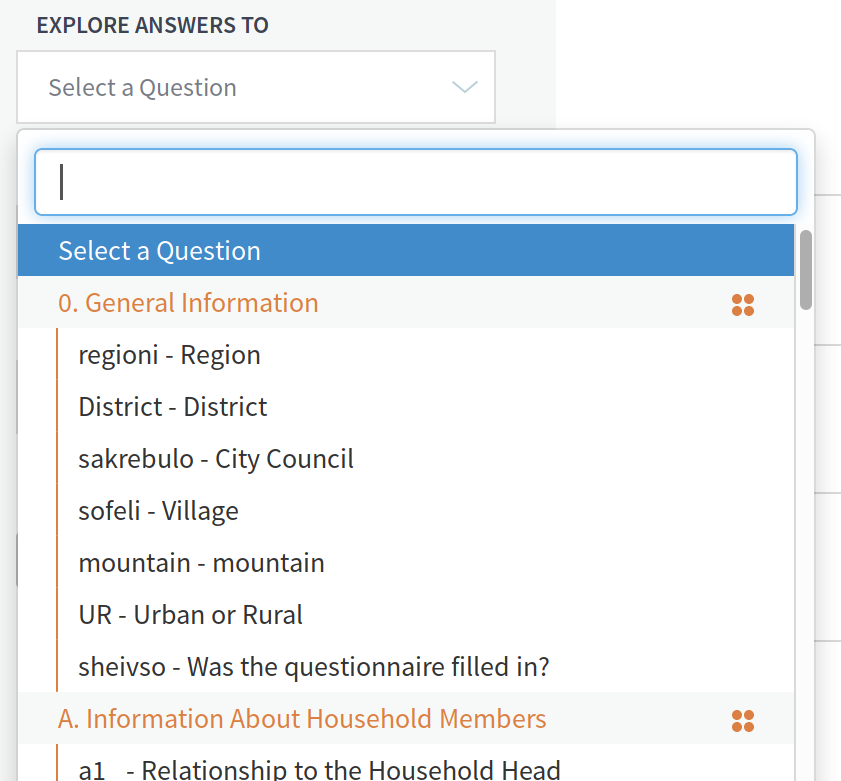 EXPLORE ANSWERS TO
Select a Question
Select a Question
0. General Information
regioni - Region
District - District
sakrebulo - City Council
sofeli - Village
mountain - mountain
UR - Urban or Rural
sheivso - Was the questionnaire filled in?
A. Information About Household Members
a1 - Relationship to the Household Head